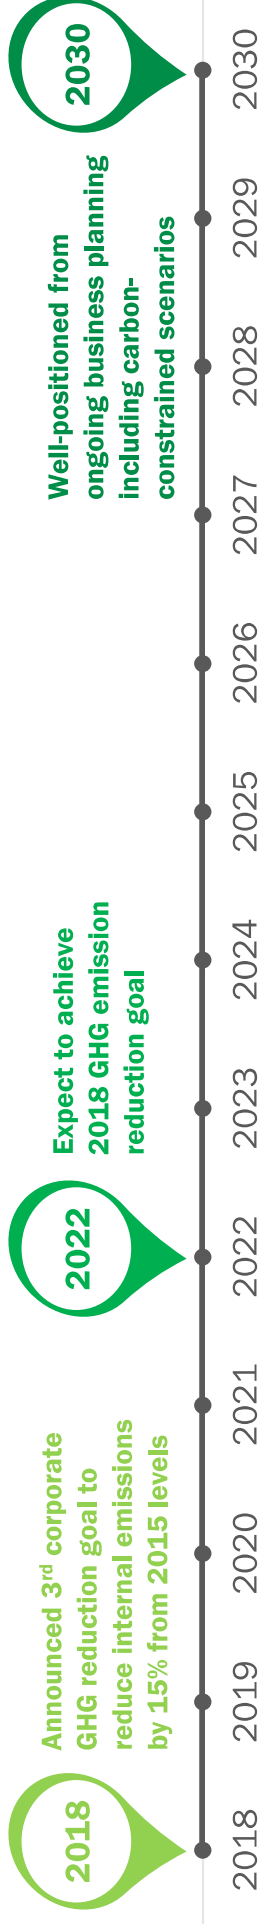 2018
Announced 3rd corporate
GHG reduction goal to
reduce internal emissions
by 15% from 2015 levels
2022
Expect to achieve
2018 GHG emission
reduction goal
2030
Well-positioned from
ongoing business planning
including carbon-
constrained scenarios
2018
2019
2020
2021
2022
2023
2024
2025
2026
2027
2028
2029
2030